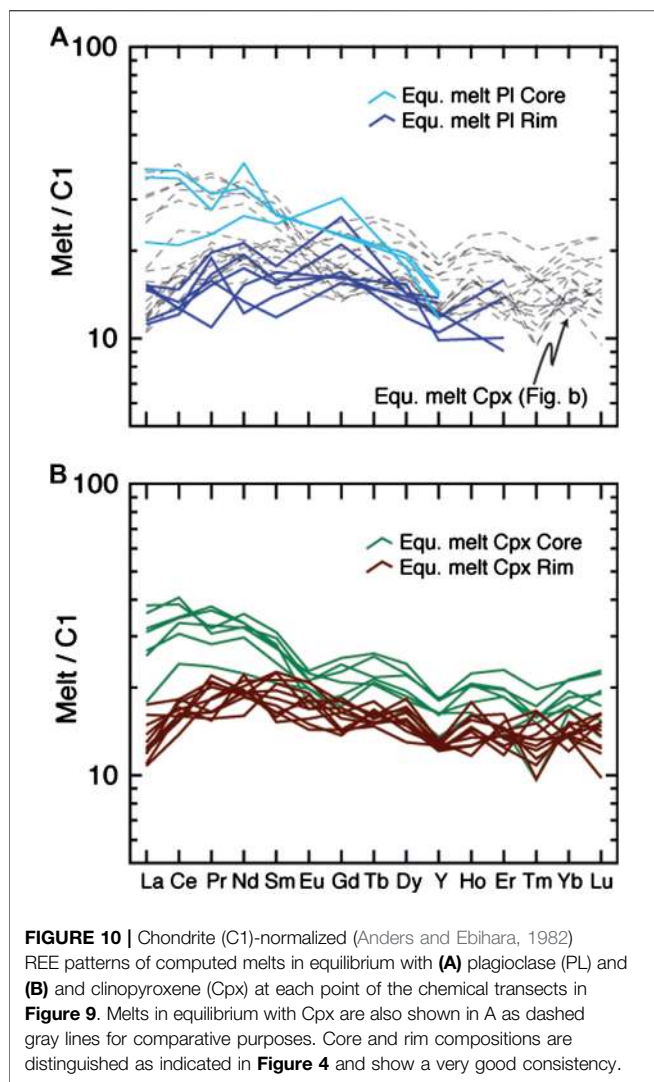 A
100
Equ. melt Pl Core
Equ. melt Pl Rim
Melt / C1
10
Equ. melt Cpx (Fig. b)
B
100
Equ. melt Cpx Core
Equ. melt Cpx Rim
Melt / C1
10
La Ce Pr Nd Sm Eu Gd Tb Dy Y Ho Er Tm Yb Lu
FIGURE 10 | Chondrite (C1)-normalized (Anders and Ebihara, 1982)
REE patterns of computed melts in equilibrium with (A) plagioclase (PL) and
(B) and clinopyroxene (Cpx) at each point of the chemical transects in
Figure 9. Melts in equilibrium with Cpx are also shown in A as dashed
gray lines for comparative purposes. Core and rim compositions are
distinguished as indicated in Figure 4 and show a very good consistency.